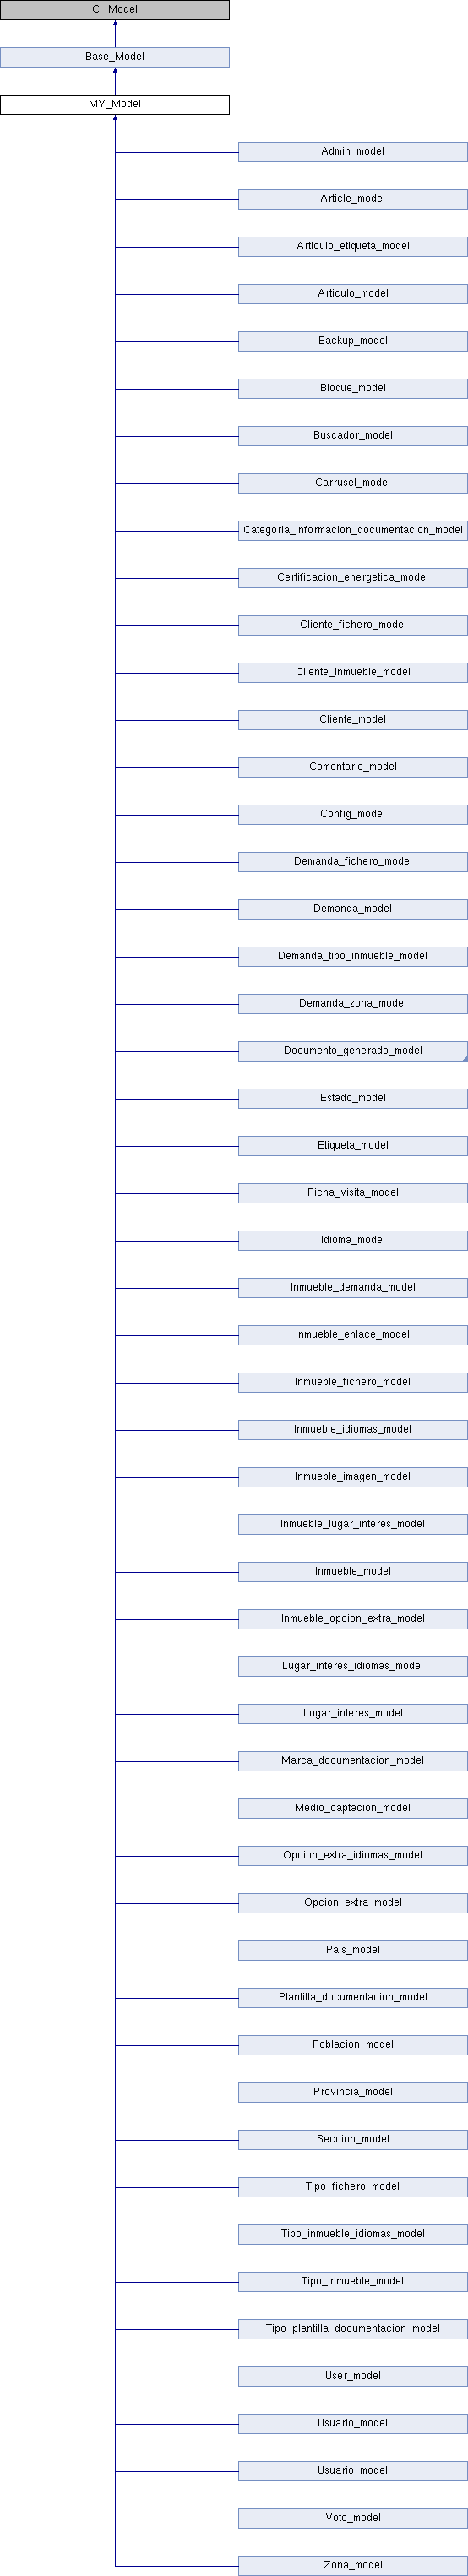 CI_Model
Base_Model
MY_Model
Admin_model
Article_model
Articulo_etiqueta_model
Articulo_model
Backup_model
Bloque_model
Buscador_model
Carrusel_model
Categoria_informacion_documentacion_model
Certificacion_energetica_model
Cliente_fichero_model
Cliente_inmueble_model
Cliente_model
Comentario_model
Config_model
Demanda_fichero_model
Demanda_model
Demanda_tipo_inmueble_model
Demanda_zona_model
Documento_generado_model
Estado_model
Etiqueta_model
Ficha_visita_model
Idioma_model
Inmueble_demanda_model
Inmueble_enlace_model
Inmueble_fichero_model
Inmueble_idiomas_model
Inmueble_imagen_model
Inmueble_lugar_interes_model
Inmueble_model
Inmueble_opcion_extra_model
Lugar_interes_idiomas_model
Lugar_interes_model
Marca_documentacion_model
Medio_captacion_model
Opcion_extra_idiomas_model
Opcion_extra_model
Pais_model
Plantilla_documentacion_model
Poblacion_model
Provincia_model
Seccion_model
Tipo_fichero_model
Tipo_inmueble_idiomas_model
Tipo_inmueble_model
Tipo_plantilla_documentacion_model
User_model
Usuario_model
Usuario_model
Voto_model
Zona_model